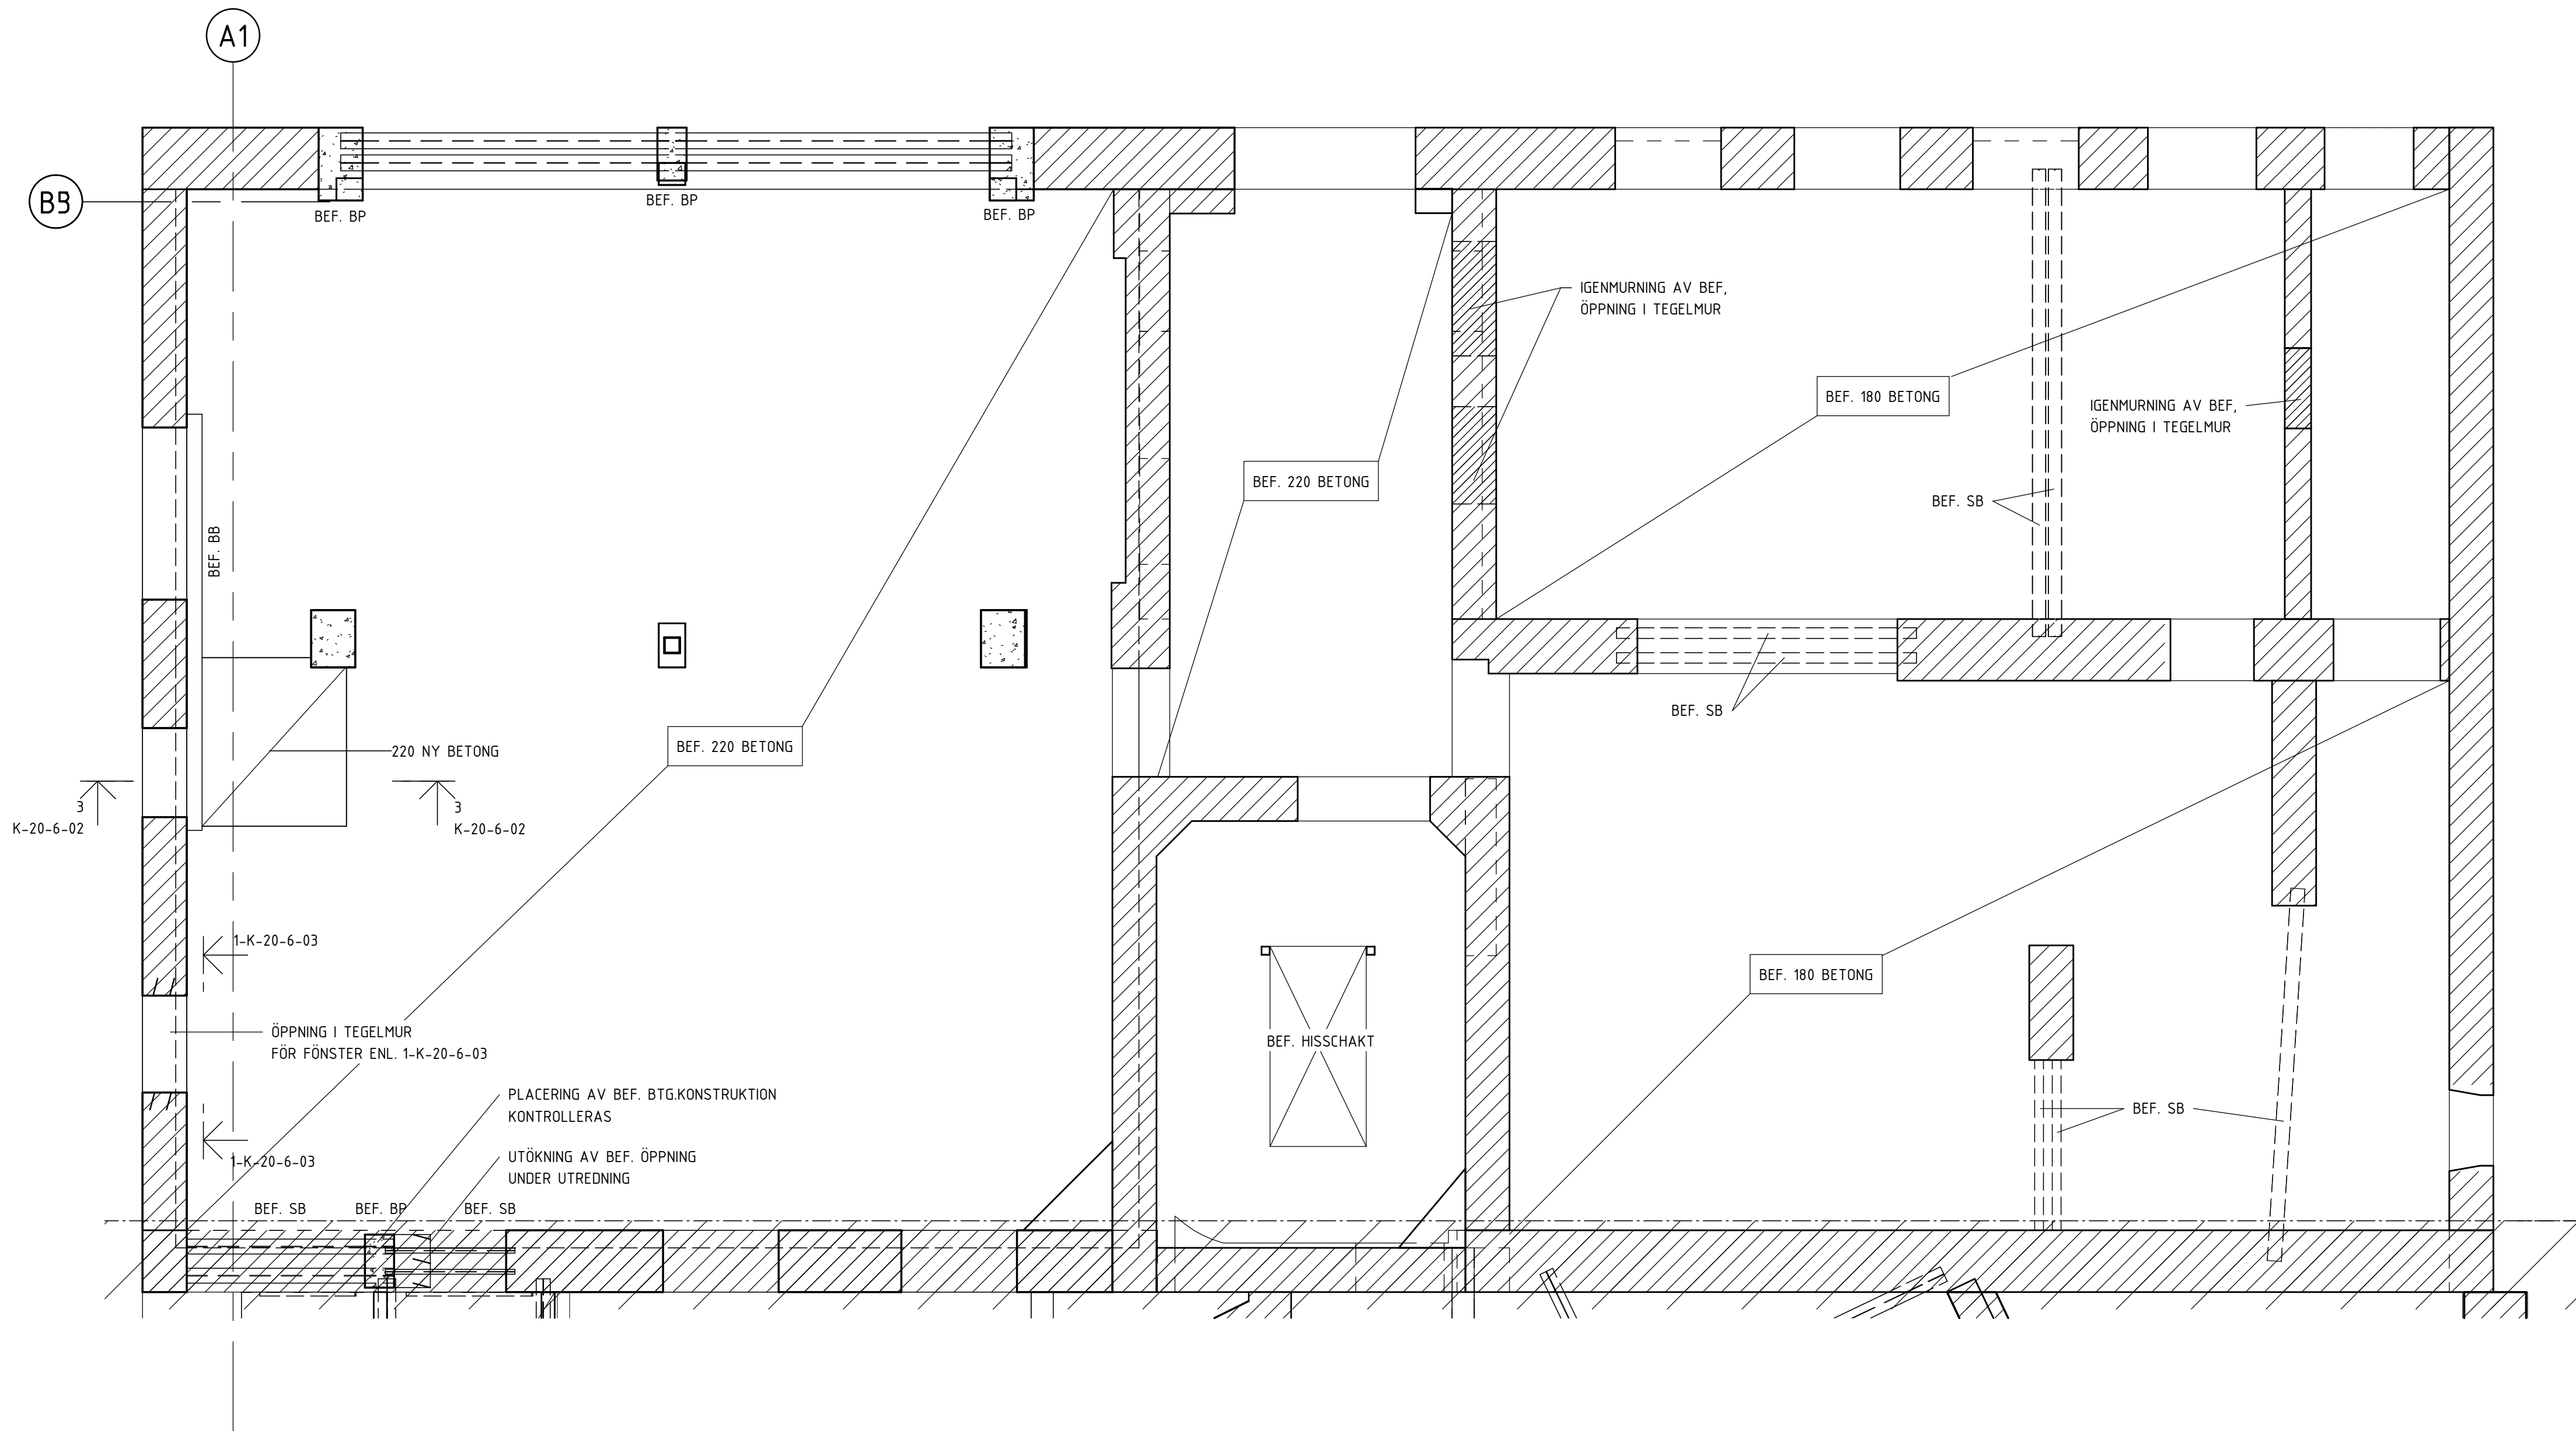 A1
BB
BEF. BP
BEF. BP
BEF. BP
IGENMURNING AV BEF,
ÖPPNING I TEGELMUR
BEF. 180 BETONG
IGENMURNING AV BEF,
ÖPPNING I TEGELMUR
BEF. 220 BETONG
BEF. SB
BEF. BB
BEF. SB
220 NY BETONG
BEF. 220 BETONG
3
K-20-6-02
3
K-20-6-02
1-K-20-6-03
BEF. 180 BETONG
ÖPPNING I TEGELMUR
FÖR FÖNSTER ENL. 1-K-20-6-03
BEF. HISSCHAKT
PLACERING AV BEF. BTG.KONSTRUKTION
KONTROLLERAS
BEF. SB
UTÖKNING AV BEF. ÖPPNING
UNDER UTREDNING
1-K-20-6-03
BEF. SB
BEF. BP
BEF. SB